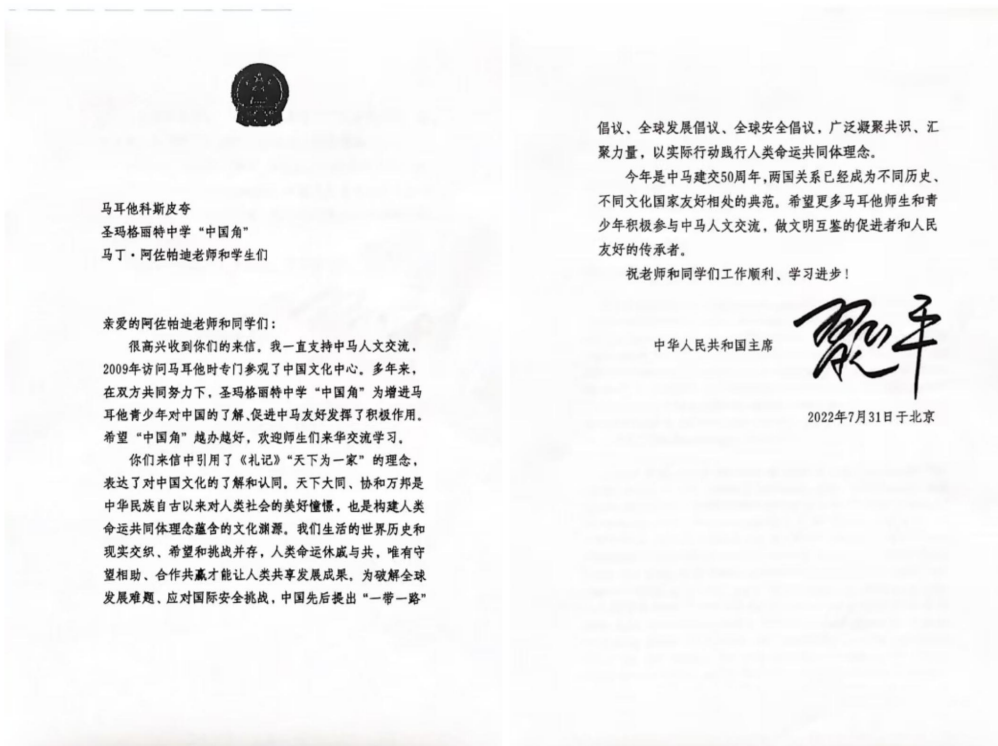 马耳他科斯皮夸
圣玛格丽特中学“中国角”
马丁·阿佐帕迪老师和学生们
亲爱的阿佐帕迪老师和同学们：
很高兴收到你们的来信。我一直支持中马人文交流，
2009年访问马耳他时专门参观了中国文化中心。多年来，
在双方共同努力下，圣玛格丽特中学“中国角”为增进马
耳他青少年对中国的了解、促进中马友好发挥了积极作用。
希望“中国角”越办越好，欢迎师生们来华交流学习。
你们来信中引用了《礼记》“天下为一家”的理念，
表达了对中国文化的了解和认同。天下大同、协和万邦是
中华民族自古以来对人类社会的美好憧憬，也是构建人类
命运共同体理念蕴含的文化渊源。我们生活的世界历史和
现实交织、希望和挑战并存，人类命运休戚与共，唯有守
望相助、合作共赢才能让人类共享发展成果。为破解全球
发展难题、应对国际安全挑战，中国先后提出“一带一路”
倡议、全球发展倡议、全球安全倡议，广泛凝聚共识、汇
聚力量，以实际行动践行人类命运共同体理念。
今年是中马建交50周年，两国关系已经成为不同历史、
不同文化国家友好相处的典范。希望更多马耳他师生和青
少年积极参与中马人文交流，做文明互鉴的促进者和人民
友好的传承者。
祝老师和同学们工作顺利、学习进步！
中华人民共和国主席 习近平
2022年7月31日于北京